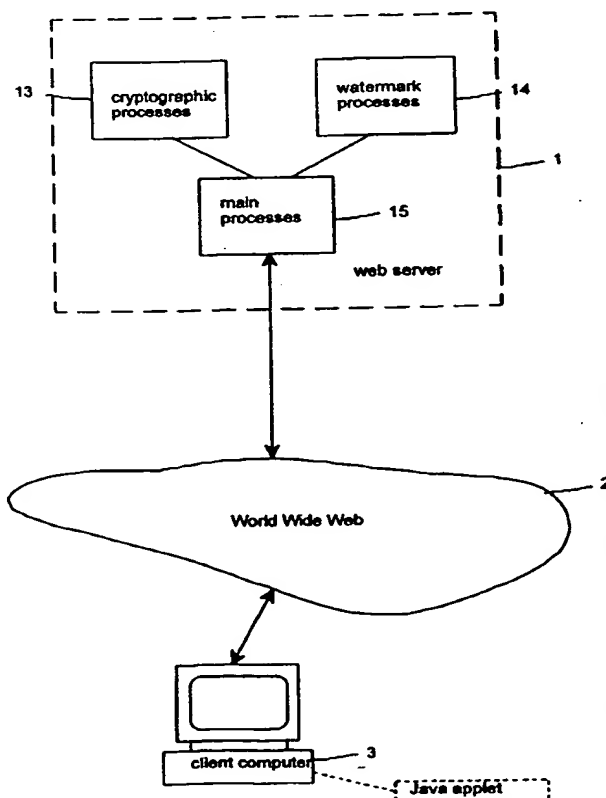 13
cryptographic
processes
watermark
processes
14
1
main
processes
15
web server
2
World Wide Web
client computer
3
Java applet